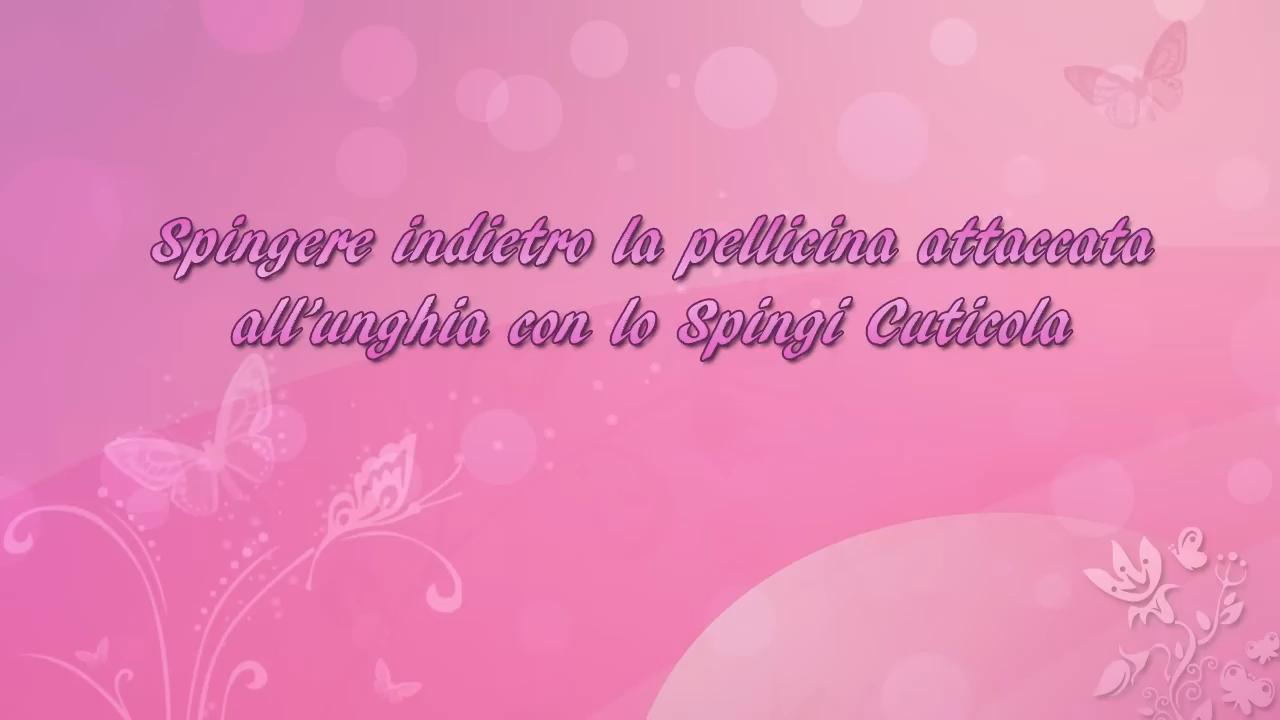 Spingere indietro la pellicina attaccata
all'unghia con lo Spingi Cuticola